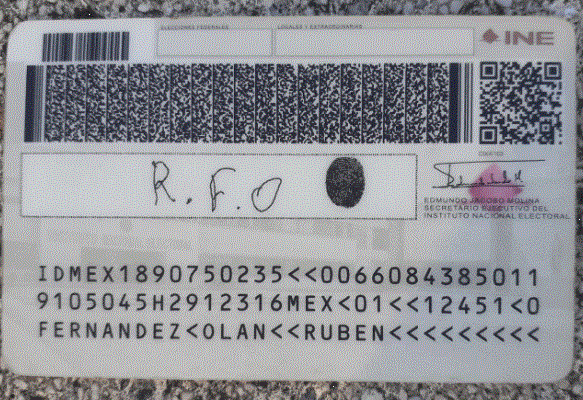 ELECCIONES FEDERALES
LOCALES Y EXTRAORDINARIAS
INE
R. F. O
EDMUNDO JACOBO MOLINA
SECRETARIO EJECUTIVO DEL
INSTITUTO NACIONAL ELECTORAL
IDMEX1890750235<<0066084385011
9105045H2912316MEX<01<<12451<0
FERNANDEZ<OLAN<<RUBEN<<<<<<<<<